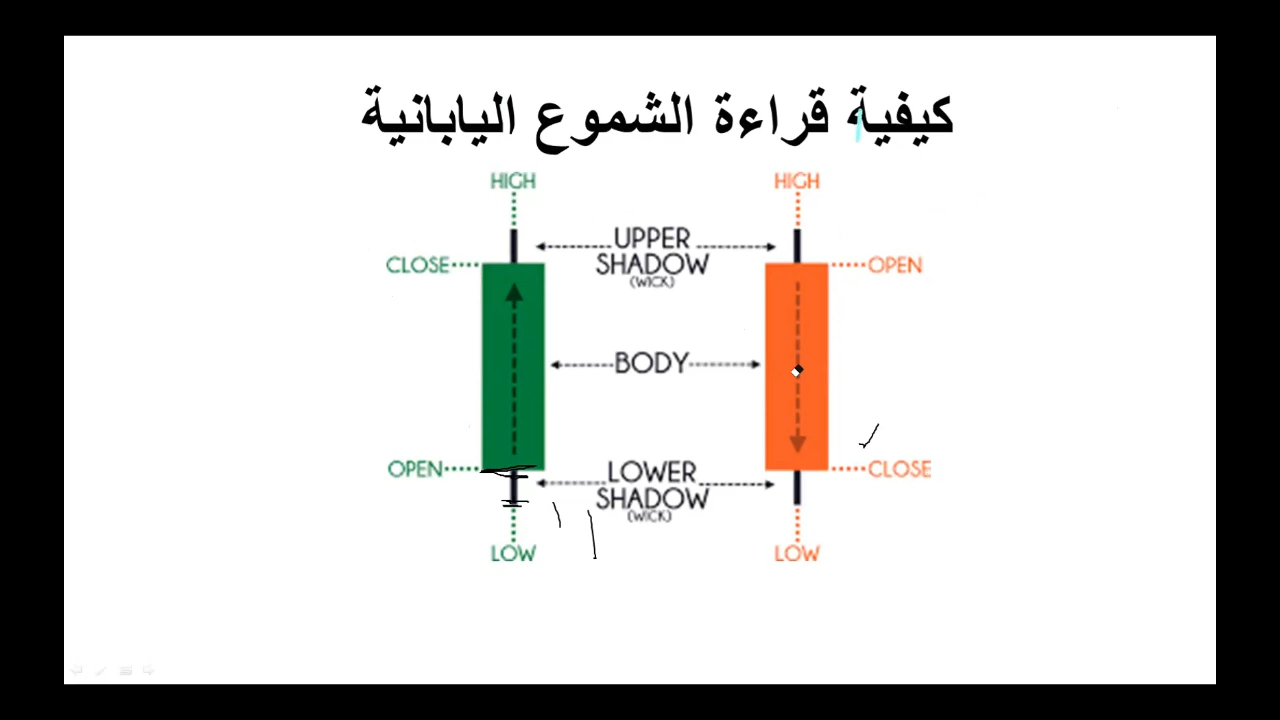 كيفية قراءة الشموع اليابانية
HIGH
HIGH
UPPER
SHADOW
(WICK)
CLOSE
OPEN
BODY
OPEN
LOWER
SHADOW
(WICK)
CLOSE
LOW
LOW